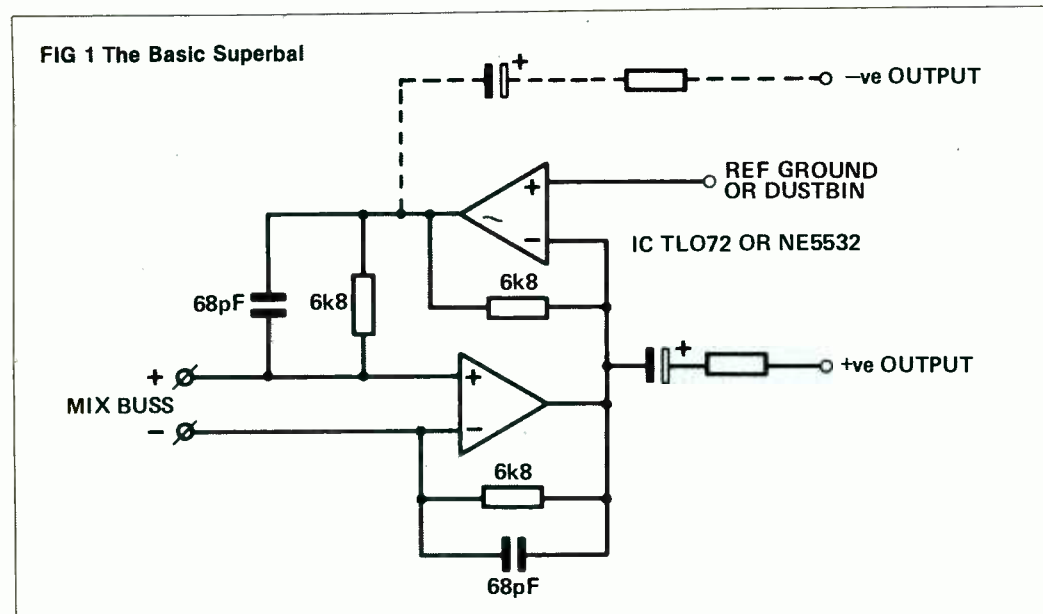 FIG 1 The Basic Superbal
+
–ve OUTPUT
+
–
REF GROUND
OR DUSTBIN
IC TLO72 OR NE5532
68pF
6k8
6k8
+
+ve OUTPUT
+
MIX BUSS
–
+
–
6k8
68pF